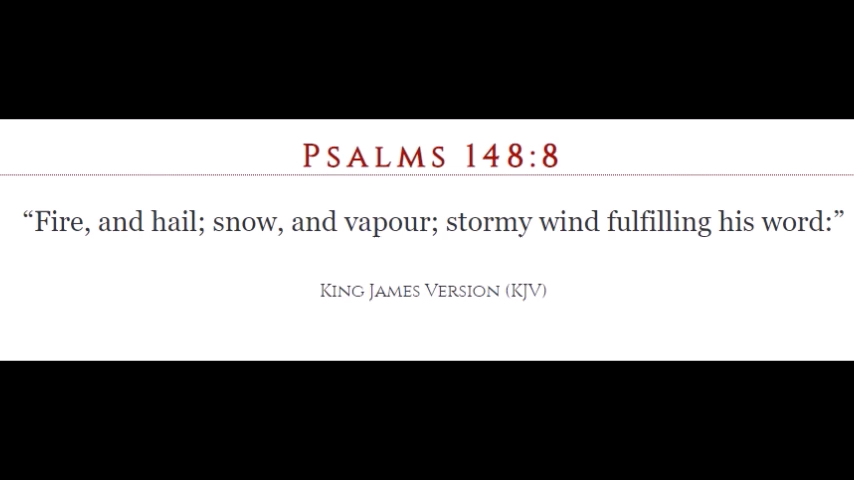 Psalms 148:8
“Fire, and hail; snow, and vapour; stormy wind fulfilling his word:”
King James Version (KJV)